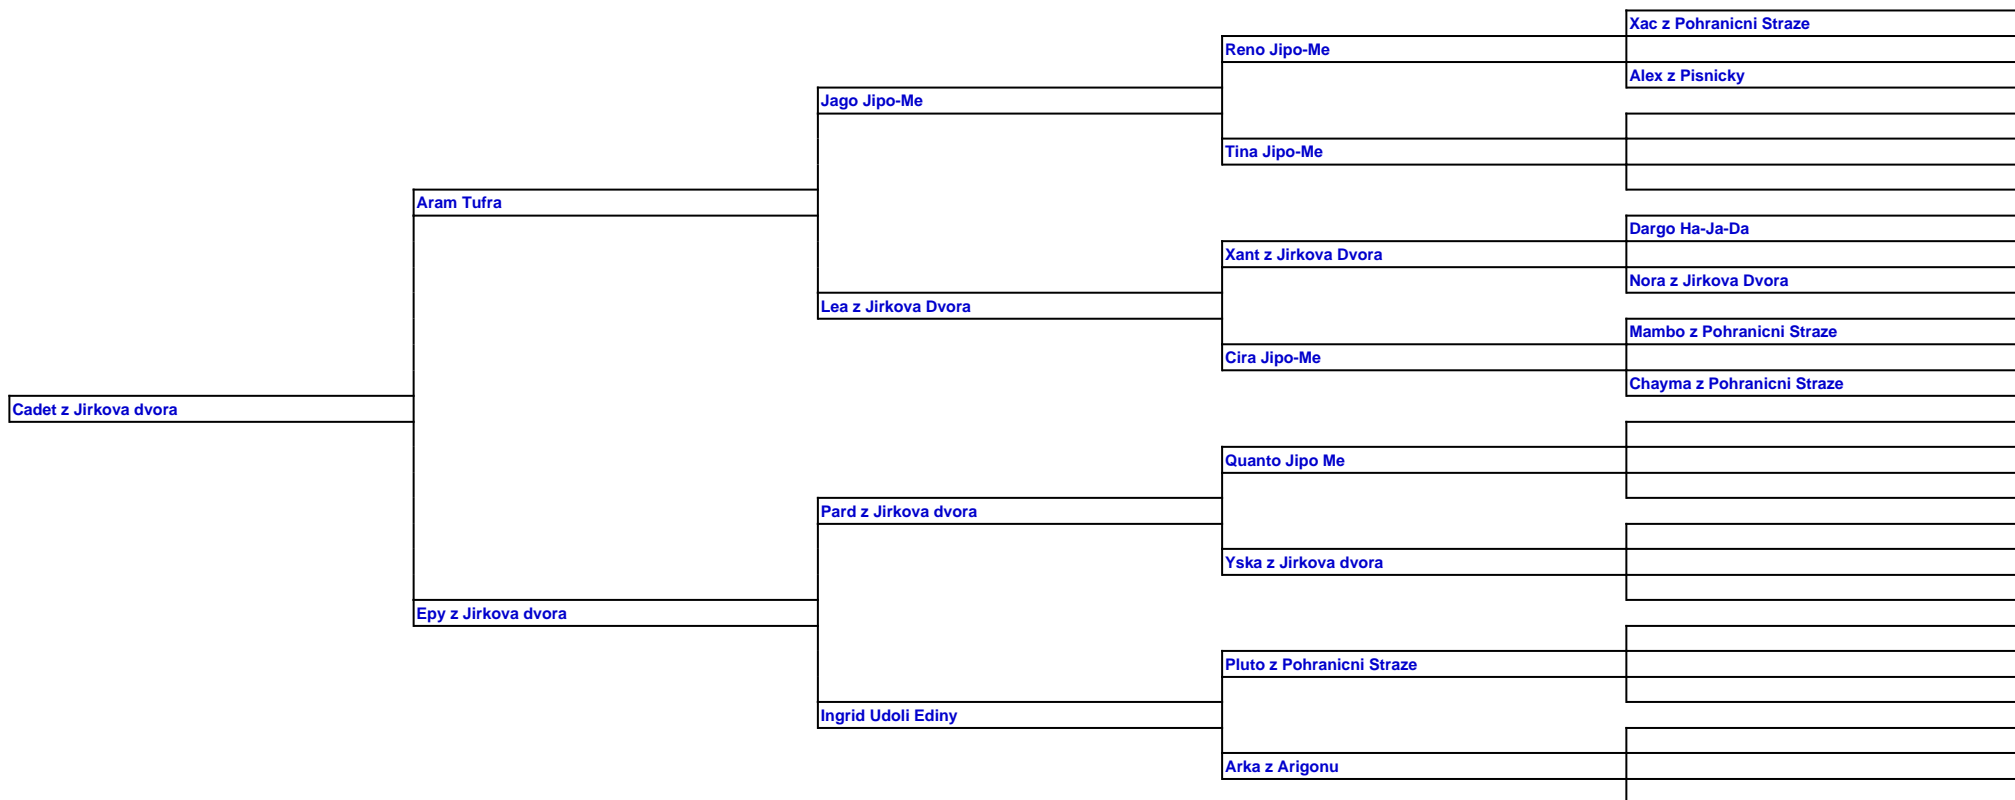 Xac z Pohranicni Straze
Reno Jipo-Me
Alex z Pisnicky
Jago Jipo-Me
Tina Jipo-Me
Aram Tufra
Dargo Ha-Ja-Da
Xant z Jirkova Dvora
Nora z Jirkova Dvora
Lea z Jirkova Dvora
Mambo z Pohranicni Straze
Cira Jipo-Me
Chayma z Pohranicni Straze
Cadet z Jirkova dvora
Quanto Jipo Me
Pard z Jirkova dvora
Yska z Jirkova dvora
Epy z Jirkova dvora
Pluto z Pohranicni Straze
Ingrid Udoli Ediny
Arka z Arigonu